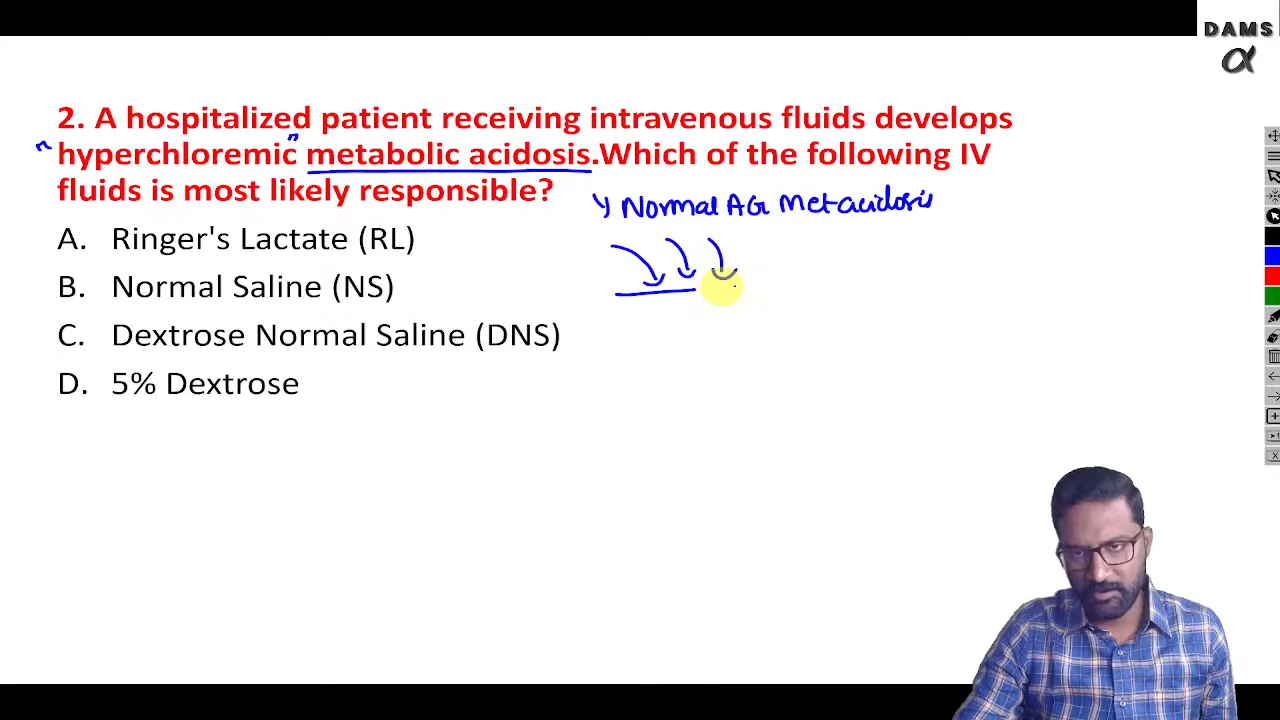 DAMS
α
2. A hospitalized patient receiving intravenous fluids develops
hyperchloremic metabolic acidosis.Which of the following IV
fluids is most likely responsible?
Normal AG Metacidosis
A. Ringer's Lactate (RL)
B. Normal Saline (NS)
C. Dextrose Normal Saline (DNS)
D. 5% Dextrose